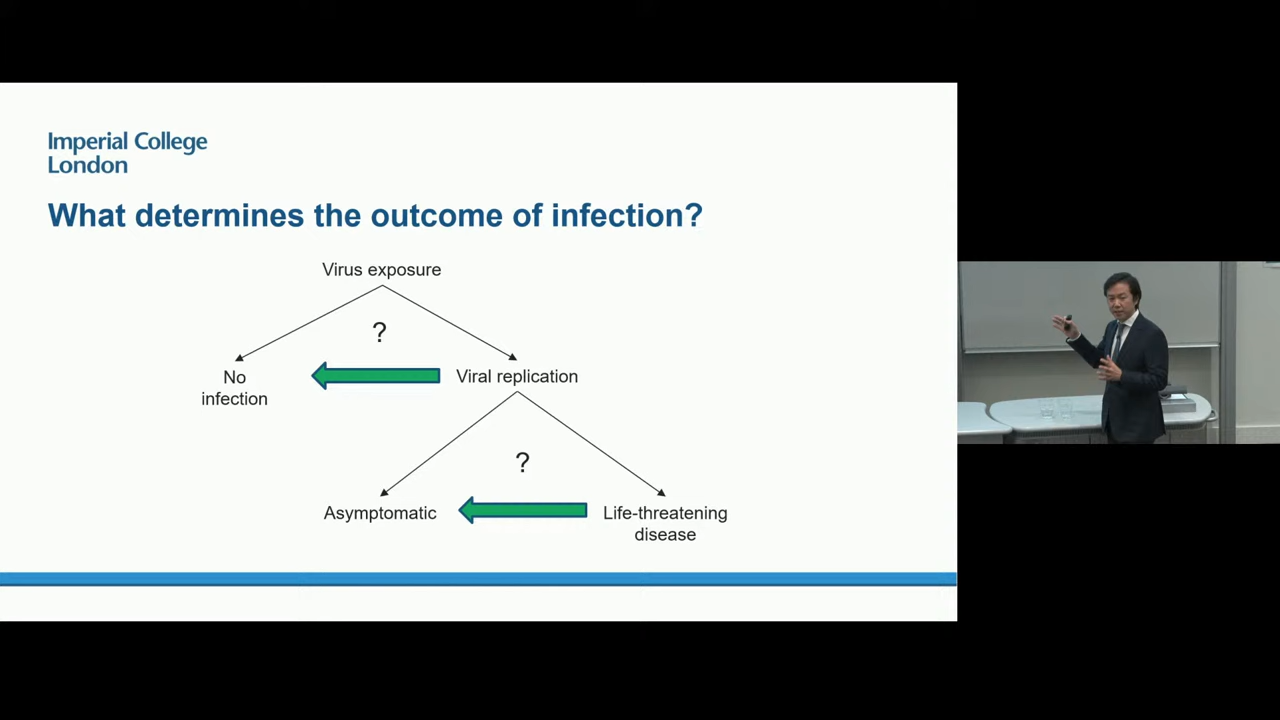 Imperial College
London
What determines the outcome of infection?
Virus exposure
?
No
infection
Viral replication
?
Asymptomatic
Life-threatening
disease